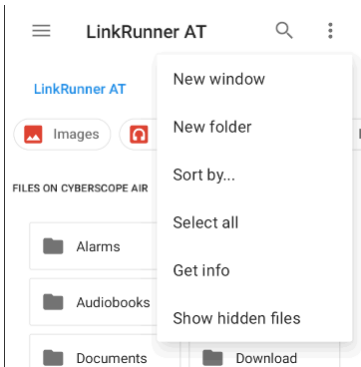 LinkRunner AT
LinkRunner AT
New window
Images
New folder
Sort by...
FILES ON CYBERSCOPE AIR
Select all
Alarms
Get info
Audiobooks
Show hidden files
Documents
Download